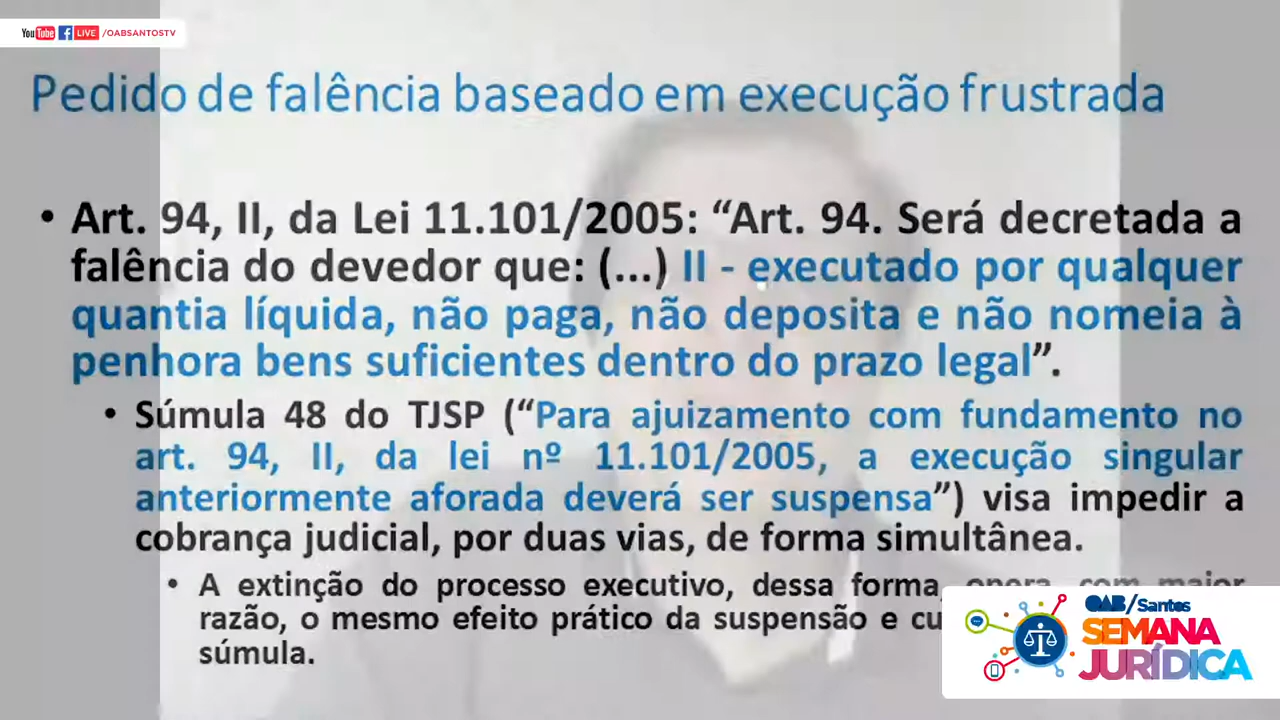 YouTube f LIVE /OABSANTOSTV
Pedido de falência baseado em execução frustrada
• Art. 94, II, da Lei 11.101/2005: “Art. 94. Será decretada a
falência do devedor que: (...) II - executado por qualquer
quantia líquida, não paga, não deposita e não nomeia à
penhora bens suficientes dentro do prazo legal”.
• Súmula 48 do TJSP (“Para ajuizamento com fundamento no
art. 94, II, da lei nº 11.101/2005, a execução singular
anteriormente aforada deverá ser suspensa”) visa impedir a
cobrança judicial, por duas vias, de forma simultânea.
• A extinção do processo executivo, dessa forma, opera, com maior
razão, o mesmo efeito prático da suspensão e cu
súmula.
OAB/Santos
SEMANA
JURÍDICA